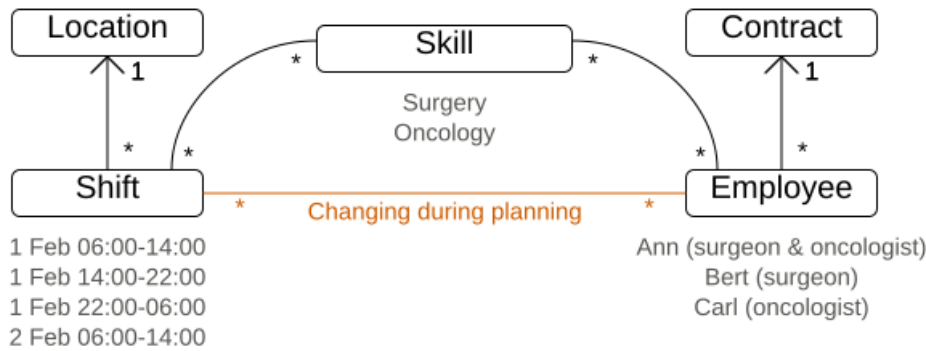 Location
Skill
Contract
1
*
*
1
Surgery
Oncology
*
*
*
*
Shift
Employee
*
Changing during planning
*
1 Feb 06:00-14:00
1 Feb 14:00-22:00
1 Feb 22:00-06:00
2 Feb 06:00-14:00
Ann (surgeon & oncologist)
Bert (surgeon)
Carl (oncologist)